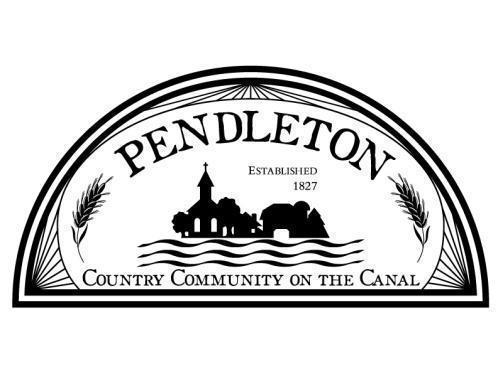 PENDLETON
ESTABLISHED
1827
COUNTRY COMMUNITY ON THE CANAL